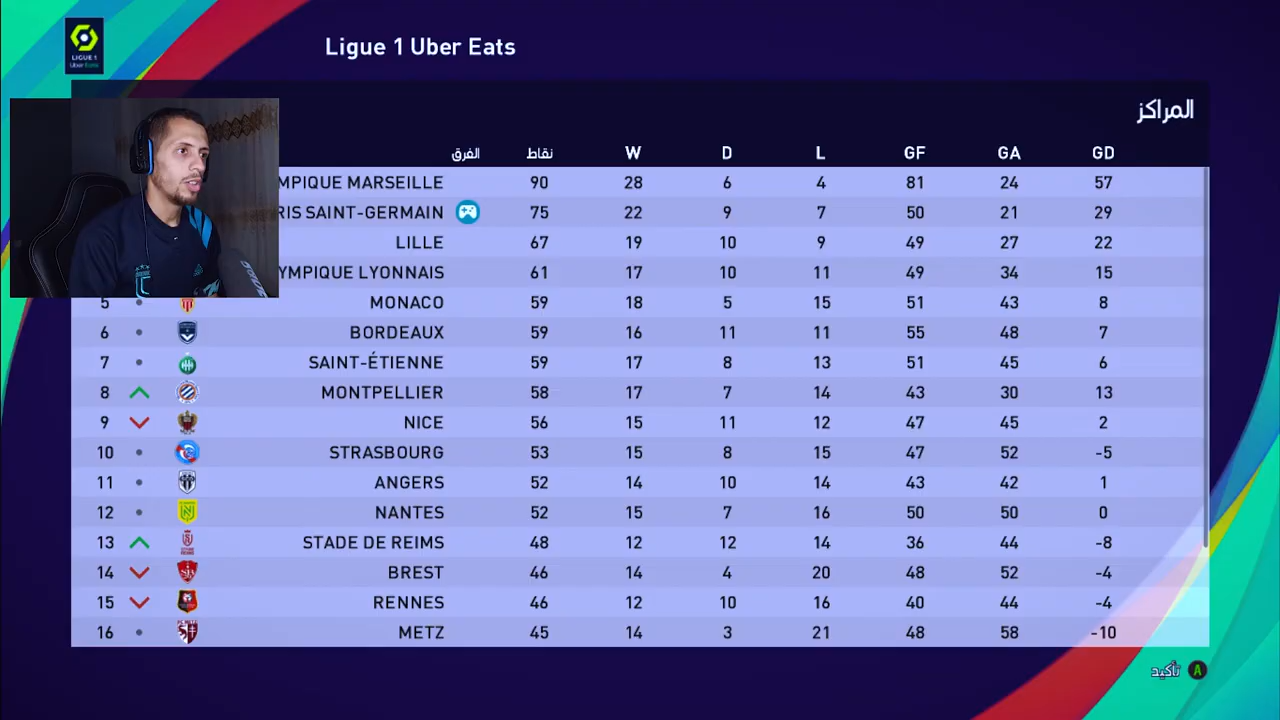 LIGUE 1
Uber Eats
Ligue 1 Uber Eats
المراكز
الفرق نقاط W D L GF GA GD
MPIQUE MARSEILLE 90 28 6 4 81 24 57
RIS SAINT-GERMAIN 75 22 9 7 50 21 29
LILLE 67 19 10 9 49 27 22
YMPIQUE LYONNAIS 61 17 10 11 49 34 15
5 MONACO 59 18 5 15 51 43 8
6 BORDEAUX 59 16 11 11 55 48 7
7 SAINT-ÉTIENNE 59 17 8 13 51 45 6
8 MONTPELLIER 58 17 7 14 43 30 13
9 NICE 56 15 11 12 47 45 2
10 STRASBOURG 53 15 8 15 47 52 -5
11 ANGERS 52 14 10 14 43 42 1
12 NANTES 52 15 7 16 50 50 0
13 STADE DE REIMS 48 12 12 14 36 44 -8
14 BREST 46 14 4 20 48 52 -4
15 RENNES 46 12 10 16 40 44 -4
16 METZ 45 14 3 21 48 58 -10
تأكيد A